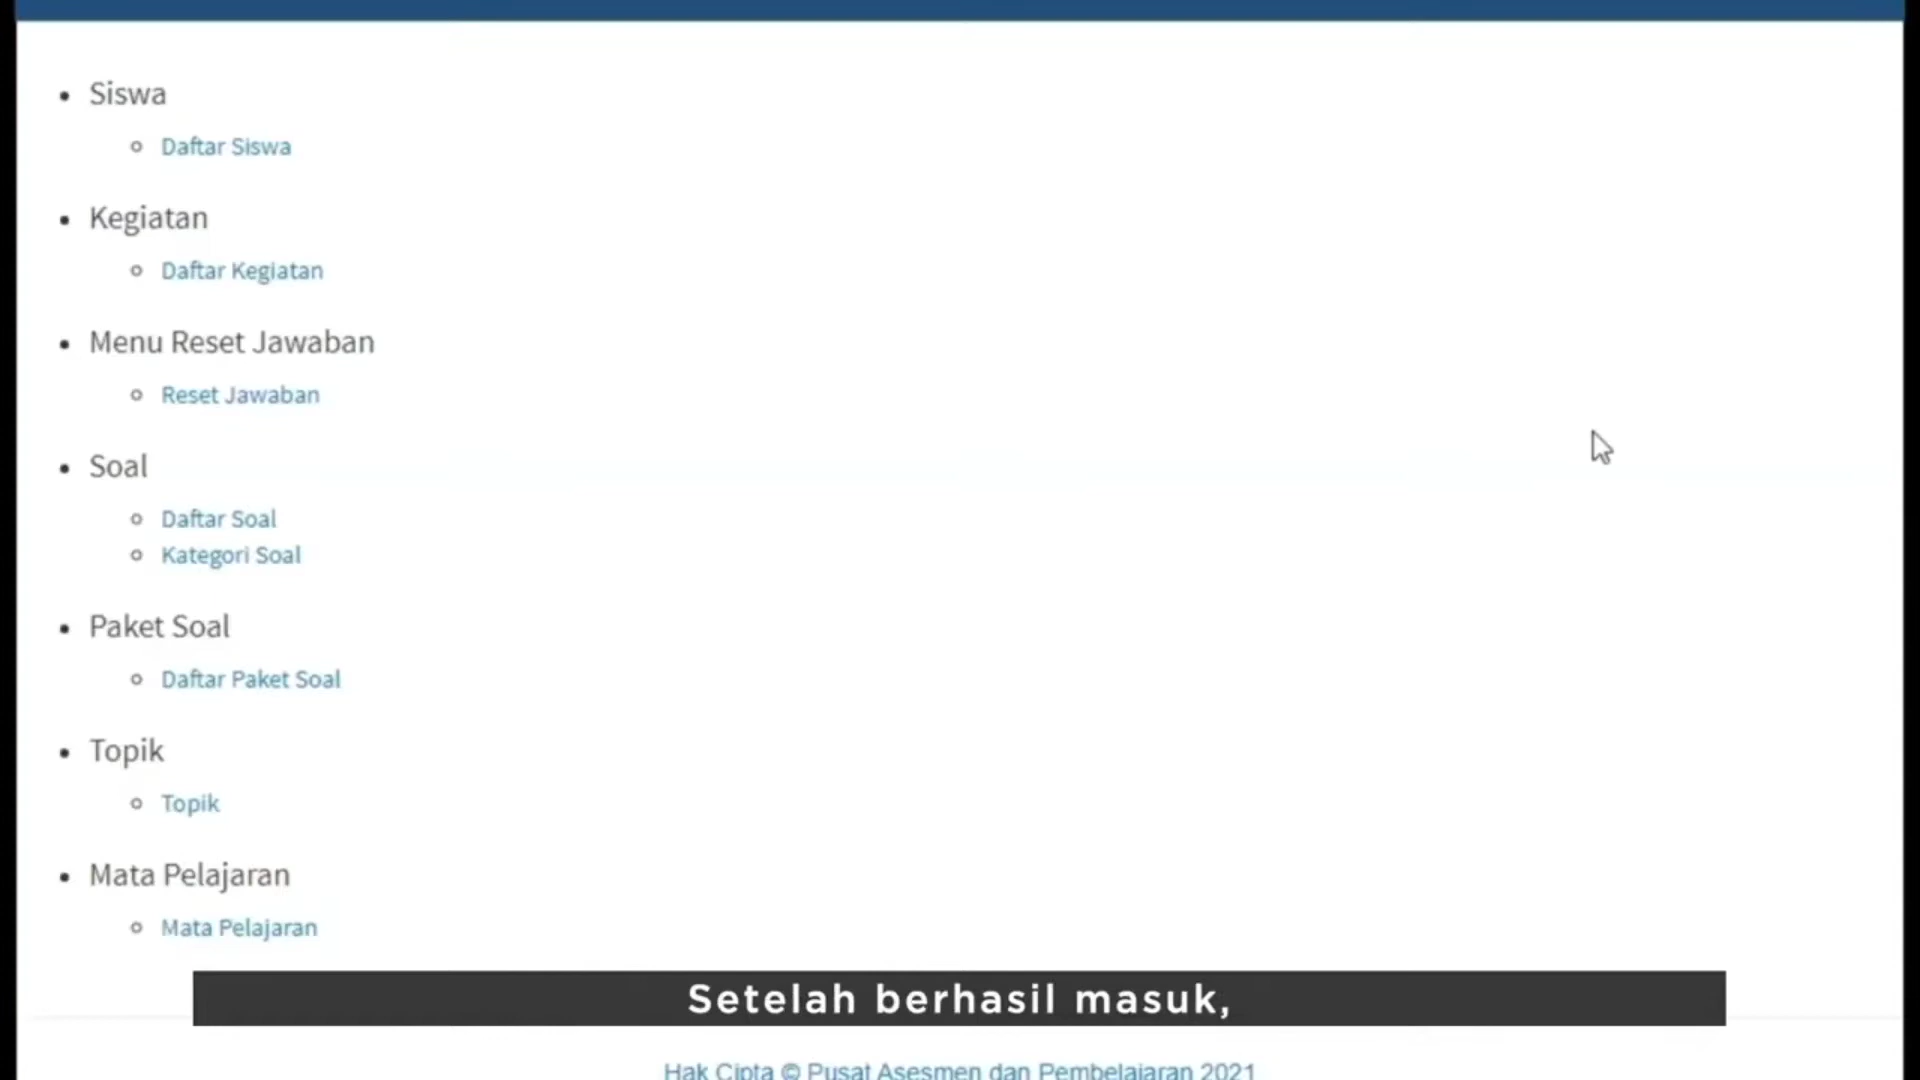 Siswa
Daftar Siswa
Kegiatan
Daftar Kegiatan
Menu Reset Jawaban
Reset Jawaban
Soal
Daftar Soal
Kategori Soal
Paket Soal
Daftar Paket Soal
Topik
Topik
Mata Pelajaran
Mata Pelajaran
Setelah berhasil masuk,
Hak Cipta © Pusat Asesmen dan Pembelajaran 2021